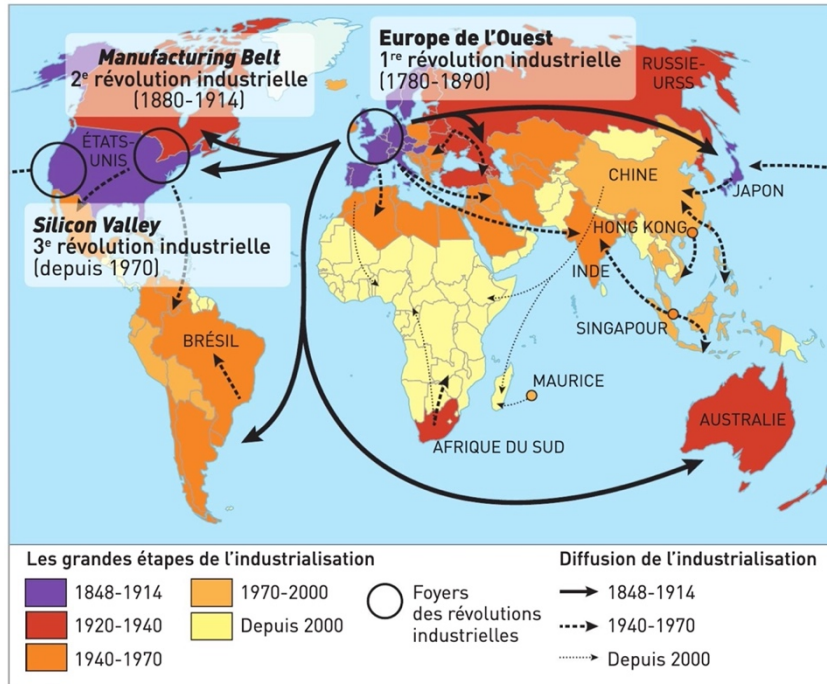 Manufacturing Belt
2e révolution industrielle
(1880-1914)
Europe de l'Ouest
1re révolution industrielle
(1780-1890)
RUSSIE-
URSS
ÉTATS-
UNIS
CHINE
JAPON
Silicon Valley
3e révolution industrielle
(depuis 1970)
HONG KONG
INDE
SINGAPOUR
BRÉSIL
MAURICE
AUSTRALIE
AFRIQUE DU SUD
Les grandes étapes de l'industrialisation
1848-1914
1920-1940
1940-1970
1970-2000
Depuis 2000
Foyers
des révolutions
industrielles
Diffusion de l'industrialisation
1848-1914
1940-1970
Depuis 2000